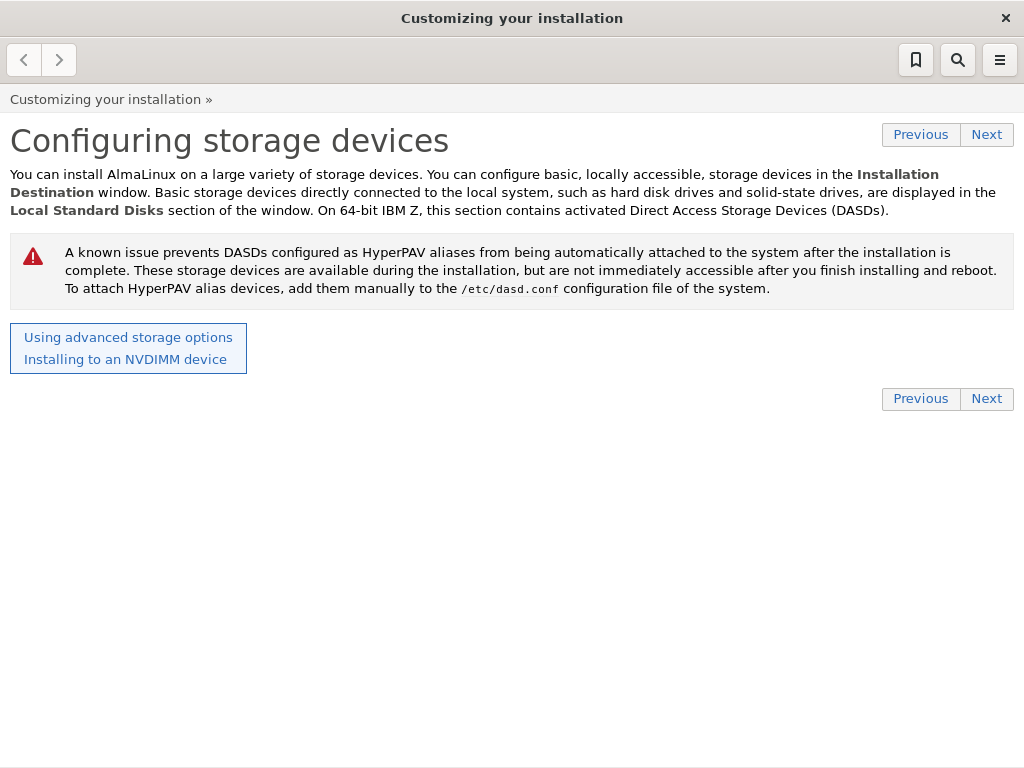 Customizing your installation
Customizing your installation »
Configuring storage devices
Previous Next
You can install AlmaLinux on a large variety of storage devices. You can configure basic, locally accessible, storage devices in the Installation
Destination window. Basic storage devices directly connected to the local system, such as hard disk drives and solid-state drives, are displayed in the
Local Standard Disks section of the window. On 64-bit IBM Z, this section contains activated Direct Access Storage Devices (DASDs).
A known issue prevents DASDs configured as HyperPAV aliases from being automatically attached to the system after the installation is
complete. These storage devices are available during the installation, but are not immediately accessible after you finish installing and reboot.
To attach HyperPAV alias devices, add them manually to the /etc/dasd.conf configuration file of the system.
Using advanced storage options
Installing to an NVDIMM device
Previous Next